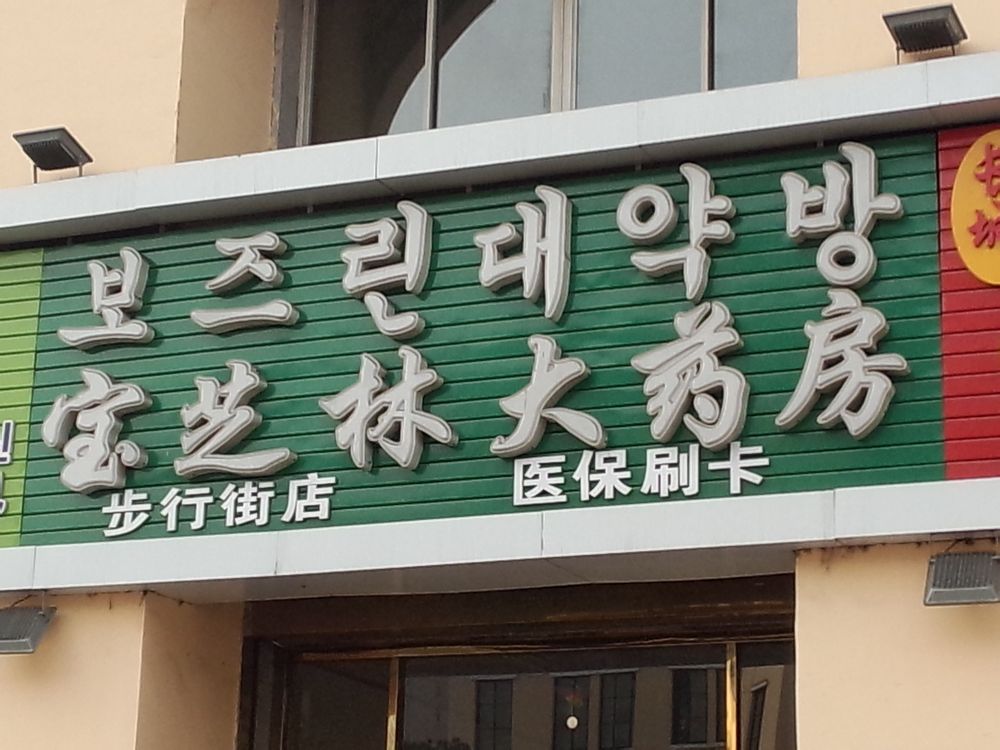 보즈린대약방
宝芝林大药房
步行街店
医保刷卡